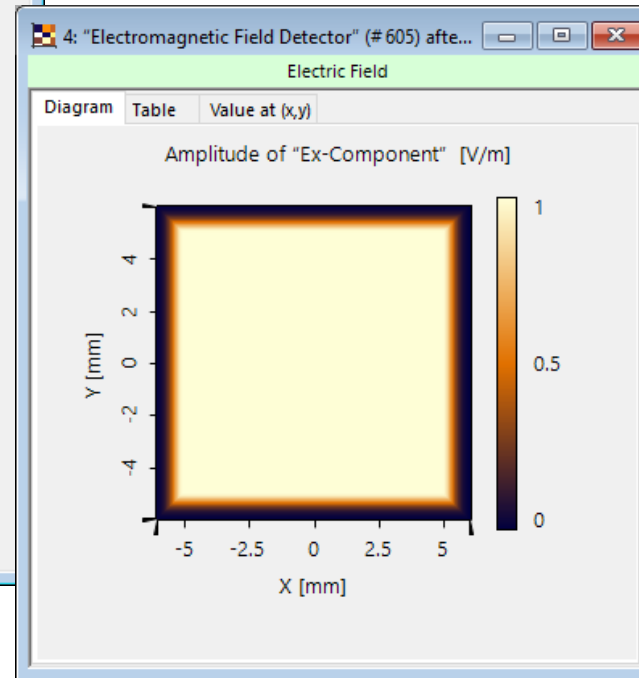 4: "Electromagnetic Field Detector" (# 605) afte...
Electric Field
Diagram Table Value at (x,y)
Amplitude of "Ex-Component" [V/m]
1
0.5
0
4
2
0
-2
-4
Y [mm]
-5 -2.5 0 2.5 5
X [mm]